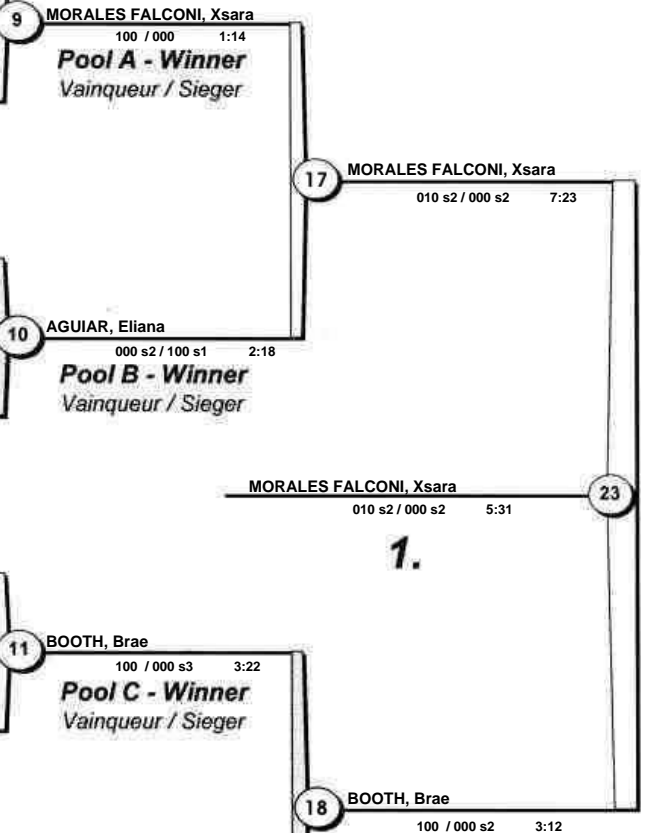 9 MORALES FALCONI, Xsara
100 / 000 1:14
Pool A - Winner
Vainqueur / Sieger
17 MORALES FALCONI, Xsara
010 s2 / 000 s2 7:23
10 AGUIAR, Eliana
000 s2 / 100 s1 2:18
Pool B - Winner
Vainqueur / Sieger
MORALES FALCONI, Xsara 23
010 s2 / 000 s2 5:31
1.
11 BOOTH, Brae
100 / 000 s3 3:22
Pool C - Winner
Vainqueur / Sieger
18 BOOTH, Brae
100 / 000 s2 3:12